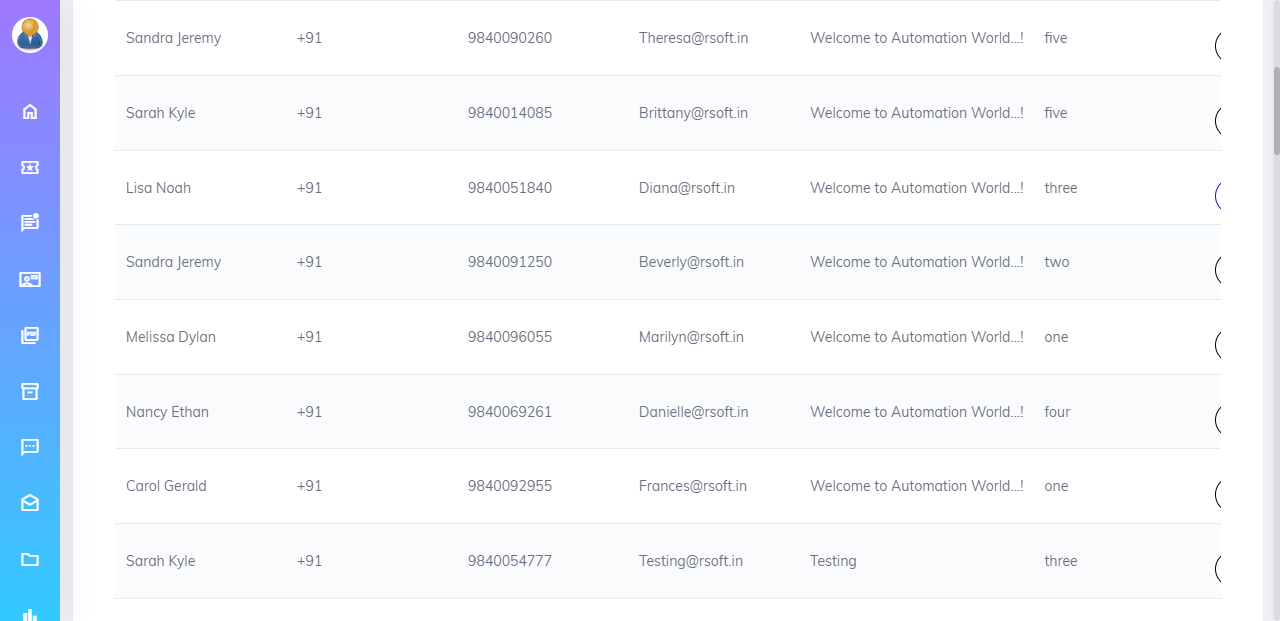 Sandra Jeremy +91 9840090260 Theresa@rsoft.in Welcome to Automation World...! five
Sarah Kyle +91 9840014085 Brittany@rsoft.in Welcome to Automation World...! five
Lisa Noah +91 9840051840 Diana@rsoft.in Welcome to Automation World...! three
Sandra Jeremy +91 9840091250 Beverly@rsoft.in Welcome to Automation World...! two
Melissa Dylan +91 9840096055 Marilyn@rsoft.in Welcome to Automation World...! one
Nancy Ethan +91 9840069261 Danielle@rsoft.in Welcome to Automation World...! four
Carol Gerald +91 9840092955 Frances@rsoft.in Welcome to Automation World...! one
Sarah Kyle +91 9840054777 Testing@rsoft.in Testing three